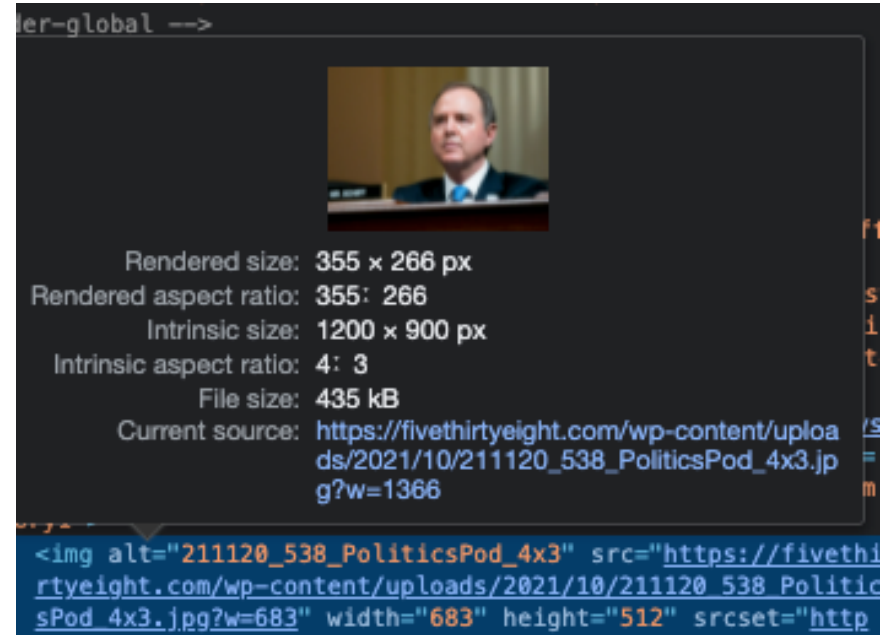 der-global -->
Rendered size: 355 × 266 px
Rendered aspect ratio: 355∶ 266
Intrinsic size: 1200 × 900 px
Intrinsic aspect ratio: 4∶ 3
File size: 435 kB
Current source: https://fivethirtyeight.com/wp-content/uploa
ds/2021/10/211120_538_PoliticsPod_4x3.jp
g?w=1366
<img alt="211120_538_PoliticsPod_4x3" src="https://fivethi
rtyeight.com/wp-content/uploads/2021/10/211120_538_Politic
sPod_4x3.jpg?w=683" width="683" height="512" srcset="http